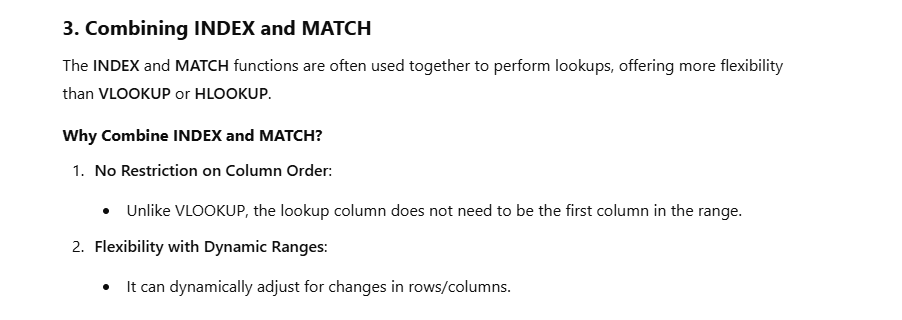 3. Combining INDEX and MATCH
The INDEX and MATCH functions are often used together to perform lookups, offering more flexibility
than VLOOKUP or HLOOKUP.
Why Combine INDEX and MATCH?
1. No Restriction on Column Order:
• Unlike VLOOKUP, the lookup column does not need to be the first column in the range.
2. Flexibility with Dynamic Ranges:
• It can dynamically adjust for changes in rows/columns.